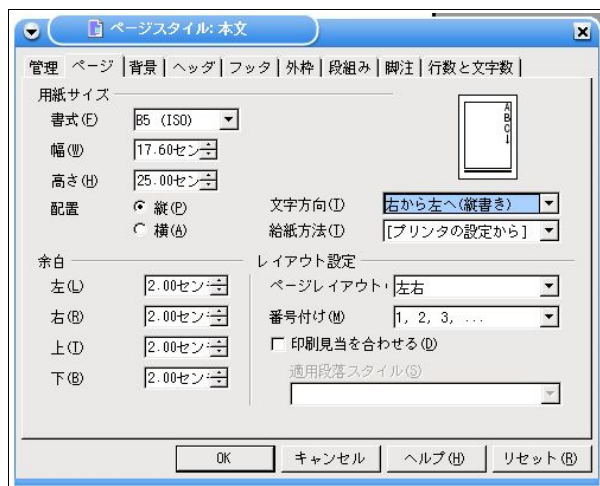 ページスタイル: 本文
管理 ページ 背景 ヘッダ フッタ 外枠 段組み 脚注 行数と文字数
用紙サイズ
書式(F) B5 (ISO)
幅(W) 17.60セン
高さ(H) 25.00セン
配置 縦(P)
横(A)
A
B
C
文字方向(T) 右から左へ(縦書き)
給紙方法(T) [プリンタの設定から]
余白
左(L) 2.00セン
右(R) 2.00セン
上(T) 2.00セン
下(B) 2.00セン
レイアウト設定
ページレイアウト 左右
番号付け(M) 1, 2, 3, ...
印刷見当を合わせる(D)
適用段落スタイル(S)
OK キャンセル ヘルプ(H) リセット(R)